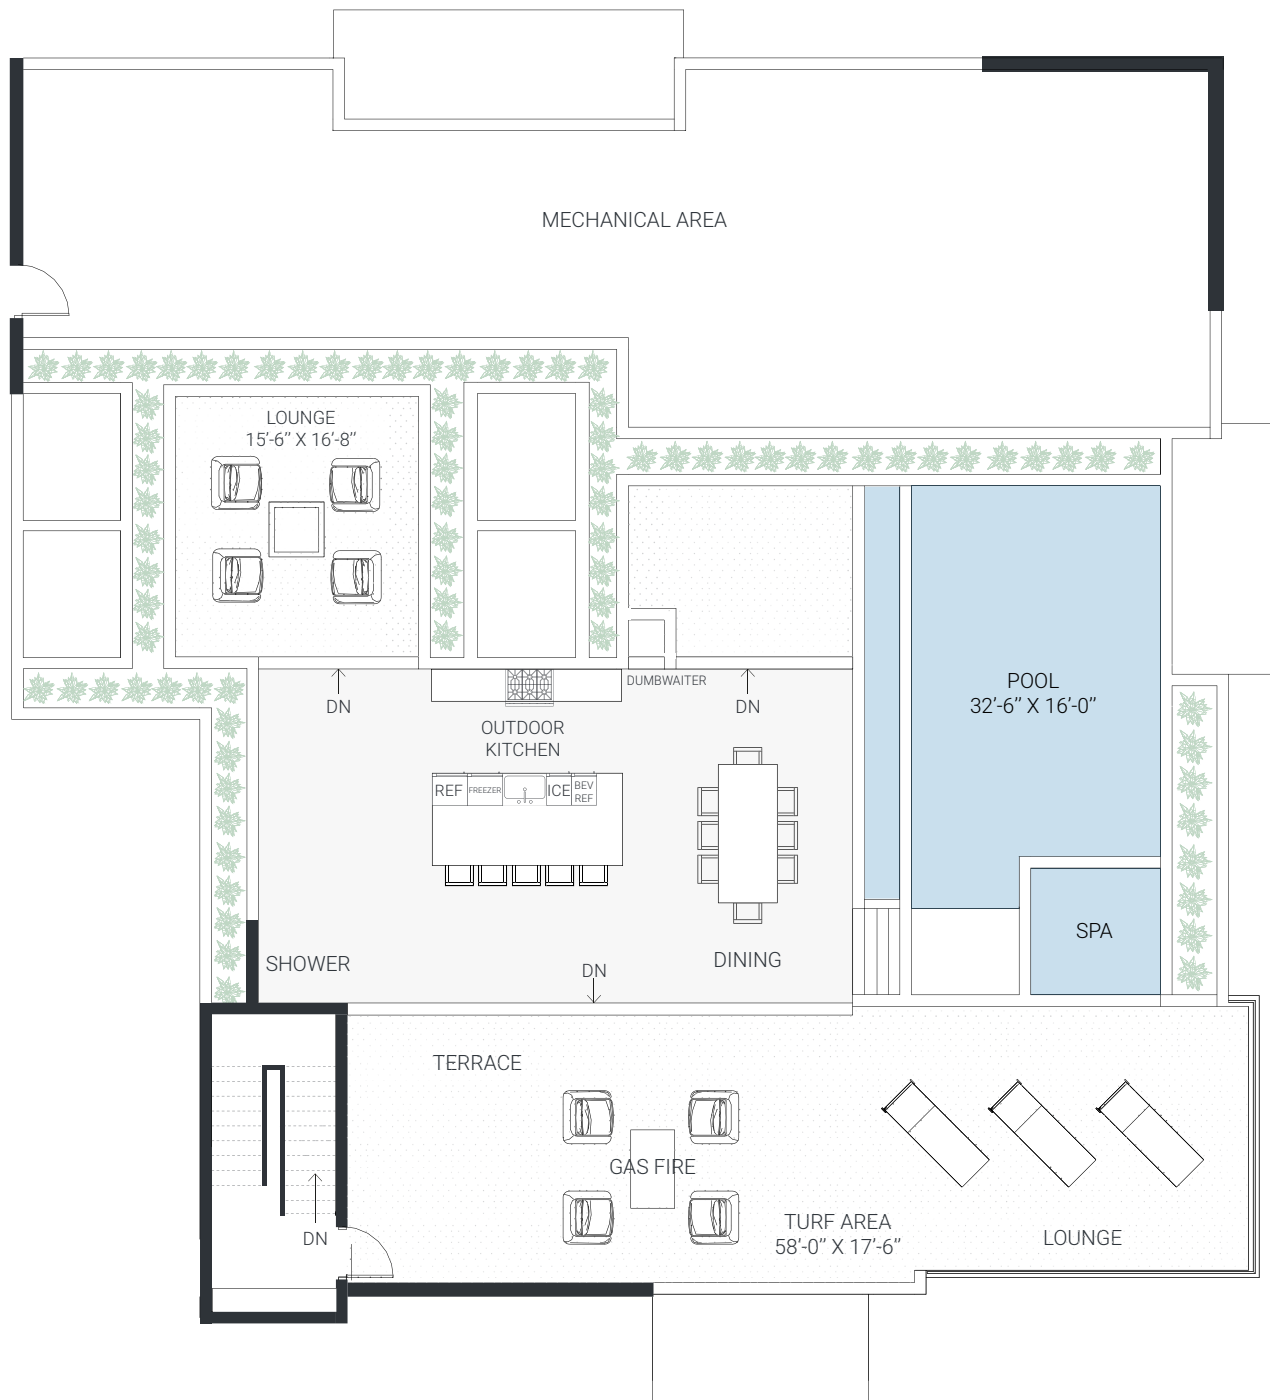 MECHANICAL AREA
LOUNGE
15'-6" X 16'-8"
POOL
32'-6" X 16'-0"
DUMBWAITER
DN
DN
OUTDOOR
KITCHEN
REF
FREEZER
ICE
BEV
REF
SPA
SHOWER
DINING
DN
TERRACE
GAS FIRE
TURF AREA
58'-0" X 17'-6"
LOUNGE
DN